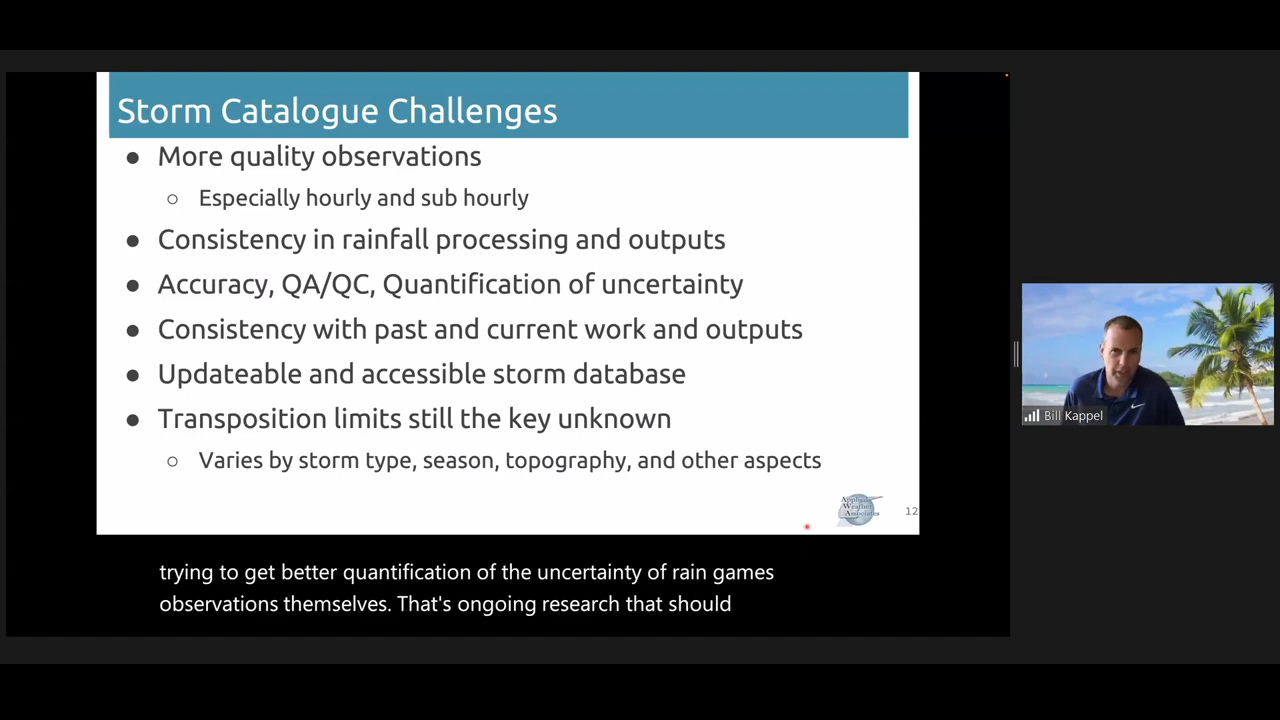 Storm Catalogue Challenges
● More quality observations
○ Especially hourly and sub hourly
● Consistency in rainfall processing and outputs
● Accuracy, QA/QC, Quantification of uncertainty
● Consistency with past and current work and outputs
● Updateable and accessible storm database
● Transposition limits still the key unknown
○ Varies by storm type, season, topography, and other aspects
Applied
Weather
Associates
12
Bill Kappel
trying to get better quantification of the uncertainty of rain games
observations themselves. That's ongoing research that should